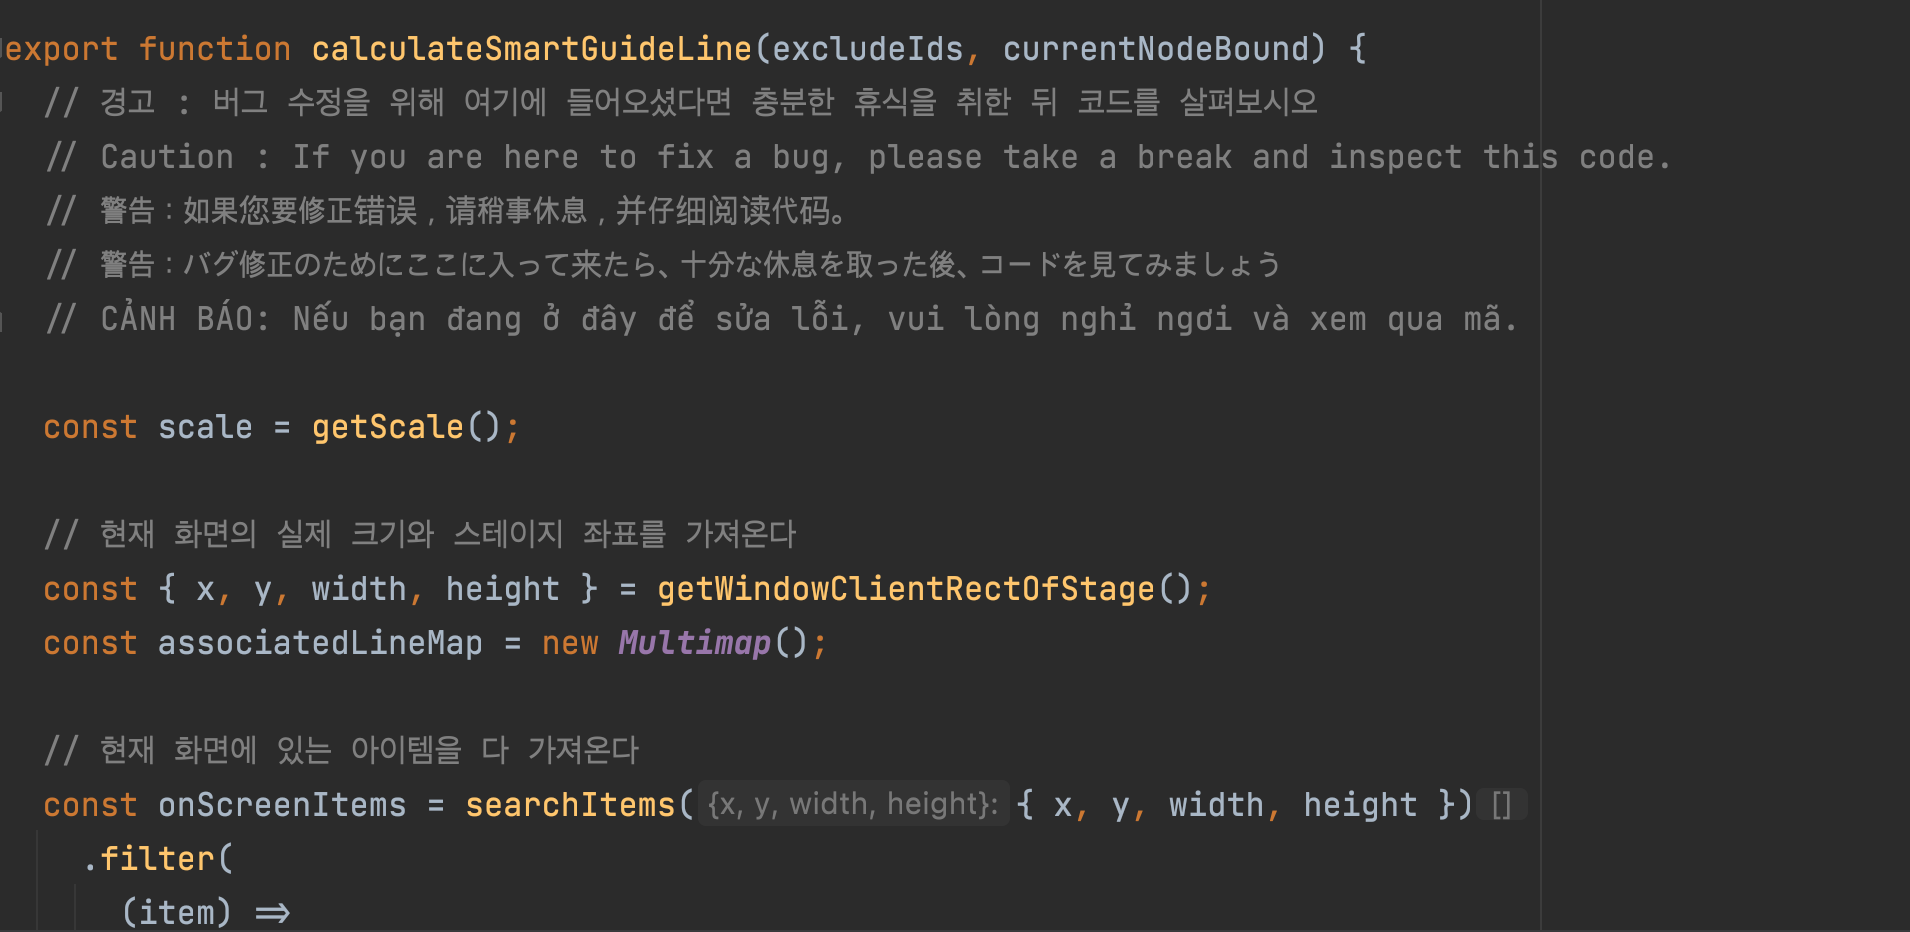 export function calculateSmartGuideLine(excludeIds, currentNodeBound) {
// 경고 : 버그 수정을 위해 여기에 들어오셨다면 충분한 휴식을 취한 뒤 코드를 살펴보시오
// Caution : If you are here to fix a bug, please take a break and inspect this code.
// 警告：如果您要修正错误，请稍事休息，并仔细阅读代码。
// 警告：バグ修正のためにここに入って来たら、十分な休息を取った後、コードを見てみましょう
// CẢNH BÁO: Nếu bạn đang ở đây để sửa lỗi, vui lòng nghỉ ngơi và xem qua mã.
const scale = getScale();
// 현재 화면의 실제 크기와 스테이지 좌표를 가져온다
const { x, y, width, height } = getWindowClientRectOfStage();
const associatedLineMap = new Multimap();
// 현재 화면에 있는 아이템을 다 가져온다
const onScreenItems = searchItems( {x, y, width, height}: { x, y, width, height }) []
.filter(
(item) =>